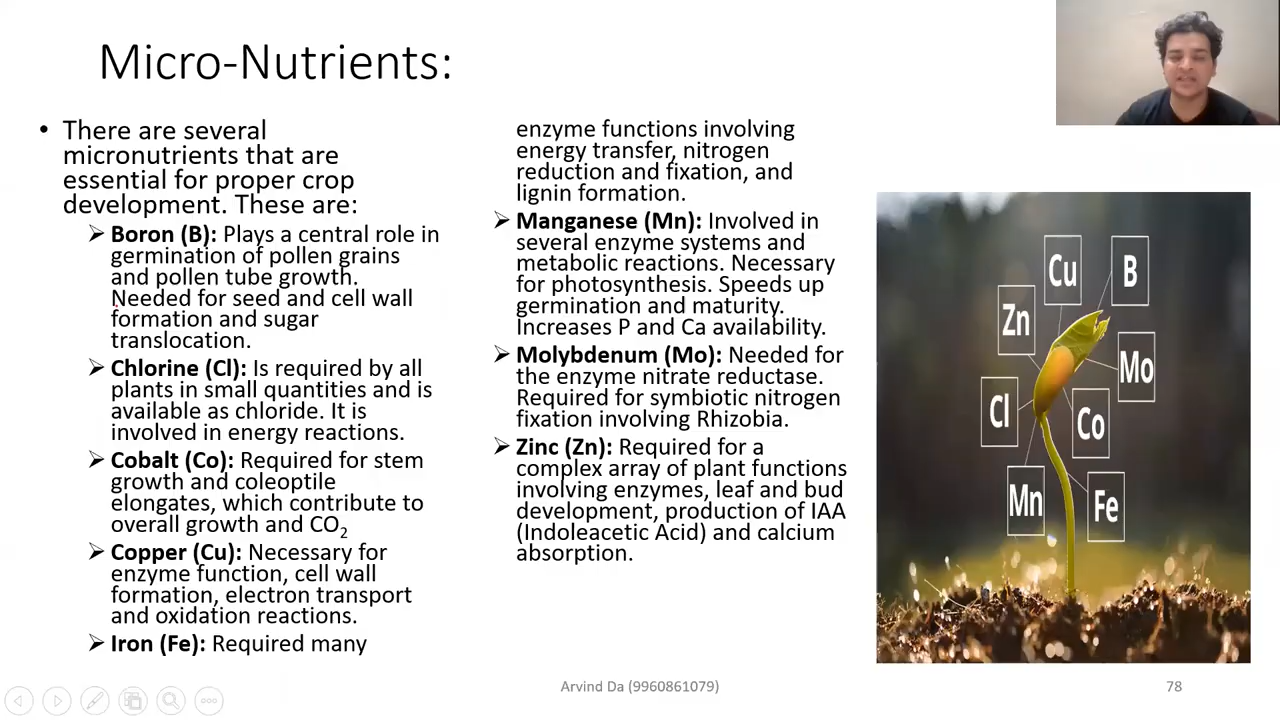 Micro-Nutrients:
• There are several
micronutrients that are
essential for proper crop
development. These are:
➢ Boron (B): Plays a central role in
germination of pollen grains
and pollen tube growth.
Needed for seed and cell wall
formation and sugar
translocation.
➢ Chlorine (Cl): Is required by all
plants in small quantities and is
available as chloride. It is
involved in energy reactions.
➢ Cobalt (Co): Required for stem
growth and coleoptile
elongates, which contribute to
overall growth and CO₂
➢ Copper (Cu): Necessary for
enzyme function, cell wall
formation, electron transport
and oxidation reactions.
➢ Iron (Fe): Required many
enzyme functions involving
energy transfer, nitrogen
reduction and fixation, and
lignin formation.
➢ Manganese (Mn): Involved in
several enzyme systems and
metabolic reactions. Necessary
for photosynthesis. Speeds up
germination and maturity.
Increases P and Ca availability.
➢ Molybdenum (Mo): Needed for
the enzyme nitrate reductase.
Required for symbiotic nitrogen
fixation involving Rhizobia.
➢ Zinc (Zn): Required for a
complex array of plant functions
involving enzymes, leaf and bud
development, production of IAA
(Indoleacetic Acid) and calcium
absorption.
Cu
B
Zn
Mo
Cl
Co
Mn
Fe
Arvind Da (9960861079)
78